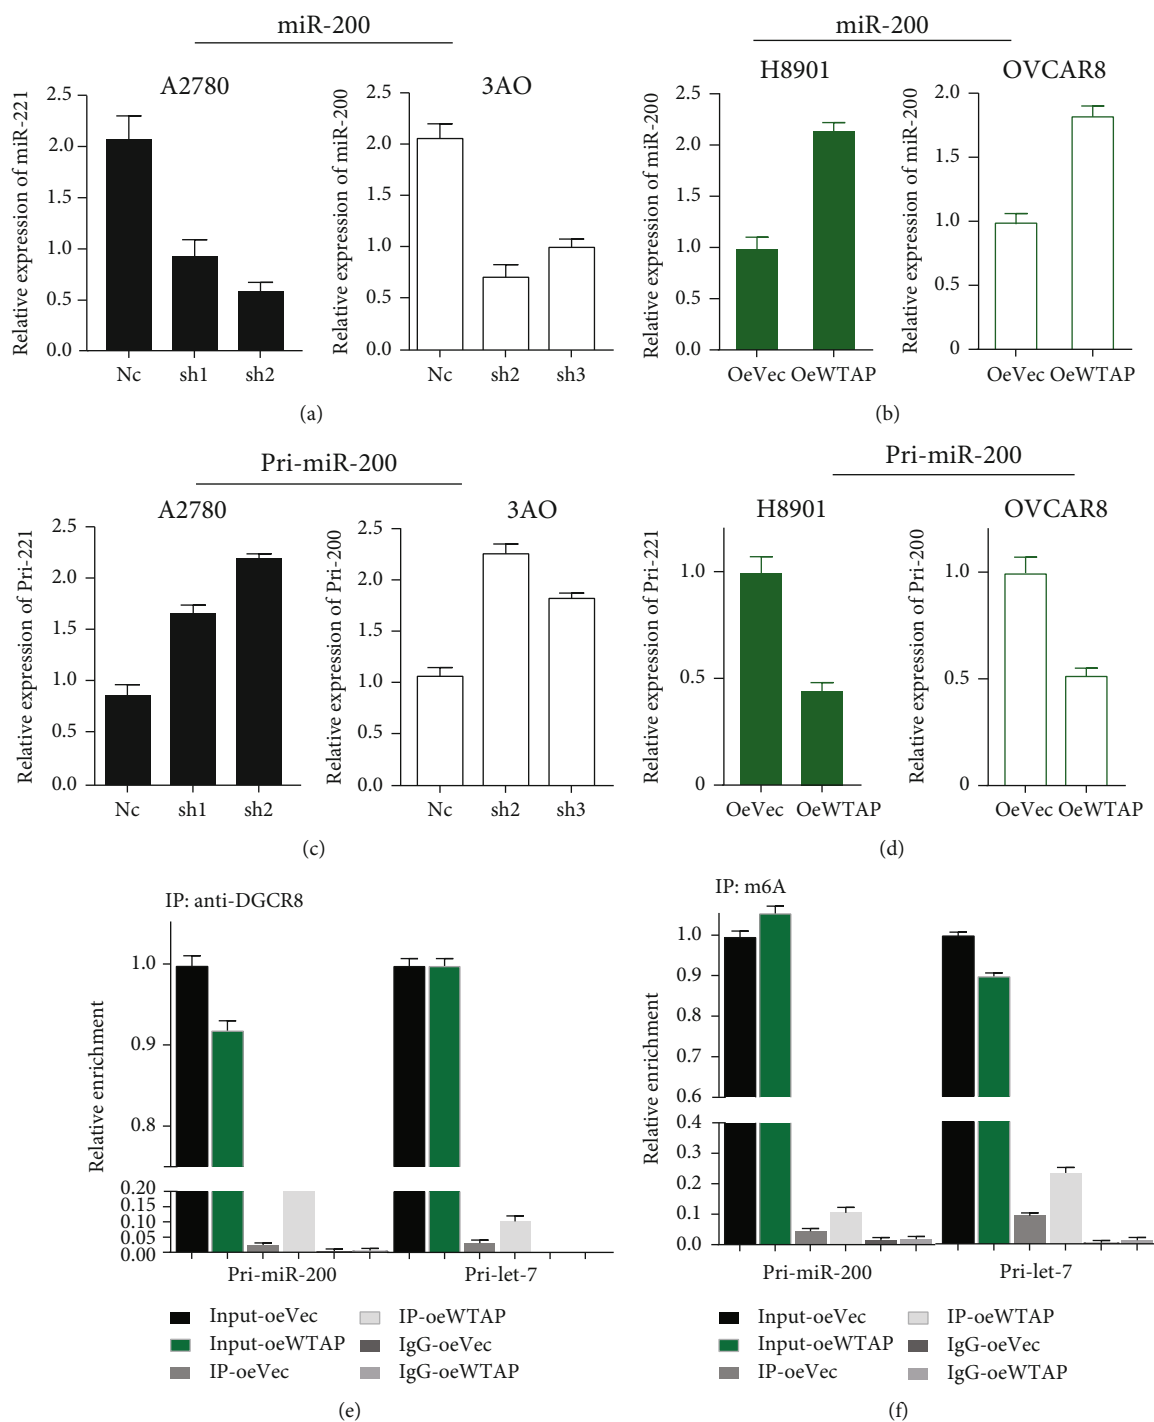 miR-200
A2780
3AO
Relative expression of miR-221
2.5
2.0
1.5
1.0
0.5
0.0
Nc sh1 sh2
Relative expression of miR-200
2.5
2.0
1.5
1.0
0.5
0.0
Nc sh2 sh3
(a)
miR-200
H8901
OVCAR8
Relative expression of miR-200
2.5
2.0
1.5
1.0
0.5
0.0
OeVec OeWTAP
Relative expression of miR-200
2.0
1.5
1.0
0.5
0
OeVec OeWTAP
(b)
Pri-miR-200
A2780
3AO
Relative expression of Pri-221
2.5
2.0
1.5
1.0
0.5
0.0
Nc sh1 sh2
Relative expression of Pri-200
2.5
2.0
1.5
1.0
0.5
0.0
Nc sh2 sh3
(c)
Pri-miR-200
H8901
OVCAR8
Relative expression of Pri-221
1.0
0.5
0
OeVec OeWTAP
Relative expression of Pri-200
1.0
0.5
0
OeVec OeWTAP
(d)
IP: anti-DGCR8
Relative enrichment
1.0
0.9
0.8
0.20
0.15
0.10
0.05
0.00
Pri-miR-200 Pri-let-7
Input-oeVec IP-oeWTAP
Input-oeWTAP IgG-oeVec
IP-oeVec IgG-oeWTAP
(e)
IP: m6A
Relative enrichment
1.0
0.9
0.8
0.7
0.6
0.4
0.3
0.2
0.1
0.0
Pri-miR-200 Pri-let-7
Input-oeVec IP-oeWTAP
Input-oeWTAP IgG-oeVec
IP-oeVec IgG-oeWTAP
(f)